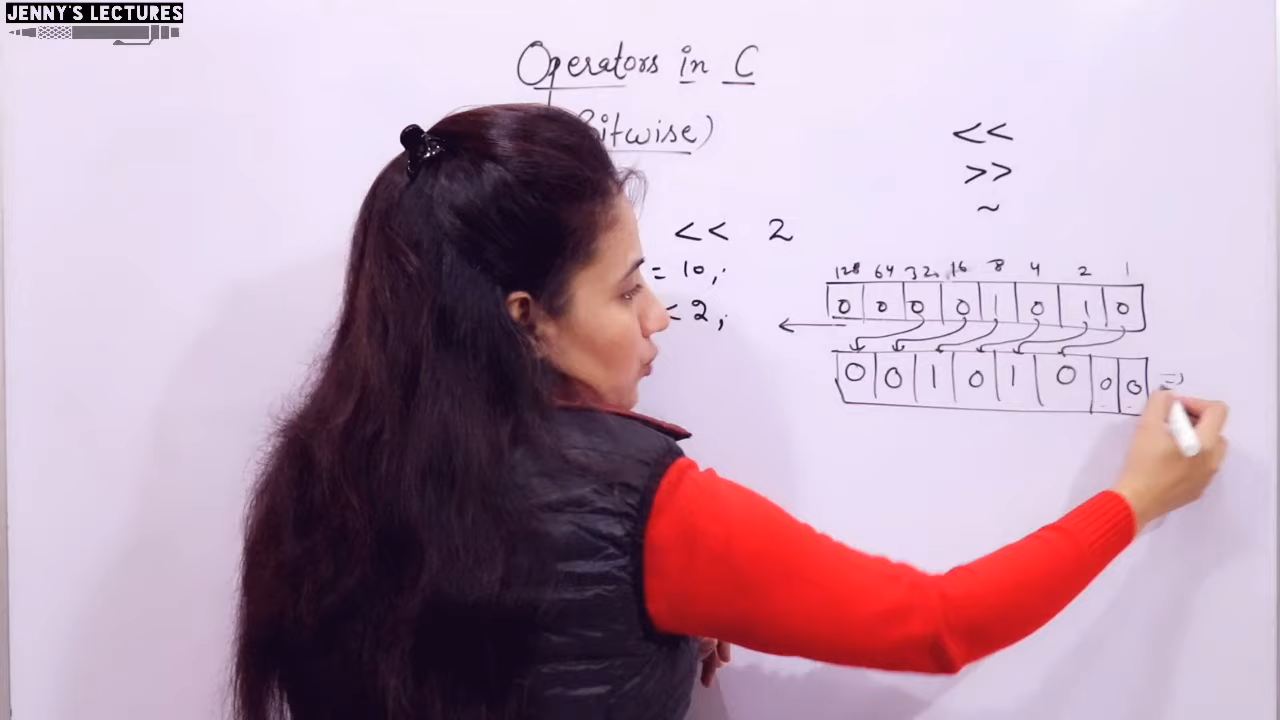 JENNY'S LECTURES
Operators in C
itwise)
<<
>>
~
<< 2
= 10;
2;
128 64 32 16 8 4 2 1
0 0 0 0 1 0 1 0
0 0 1 0 1 0 0 0 =>